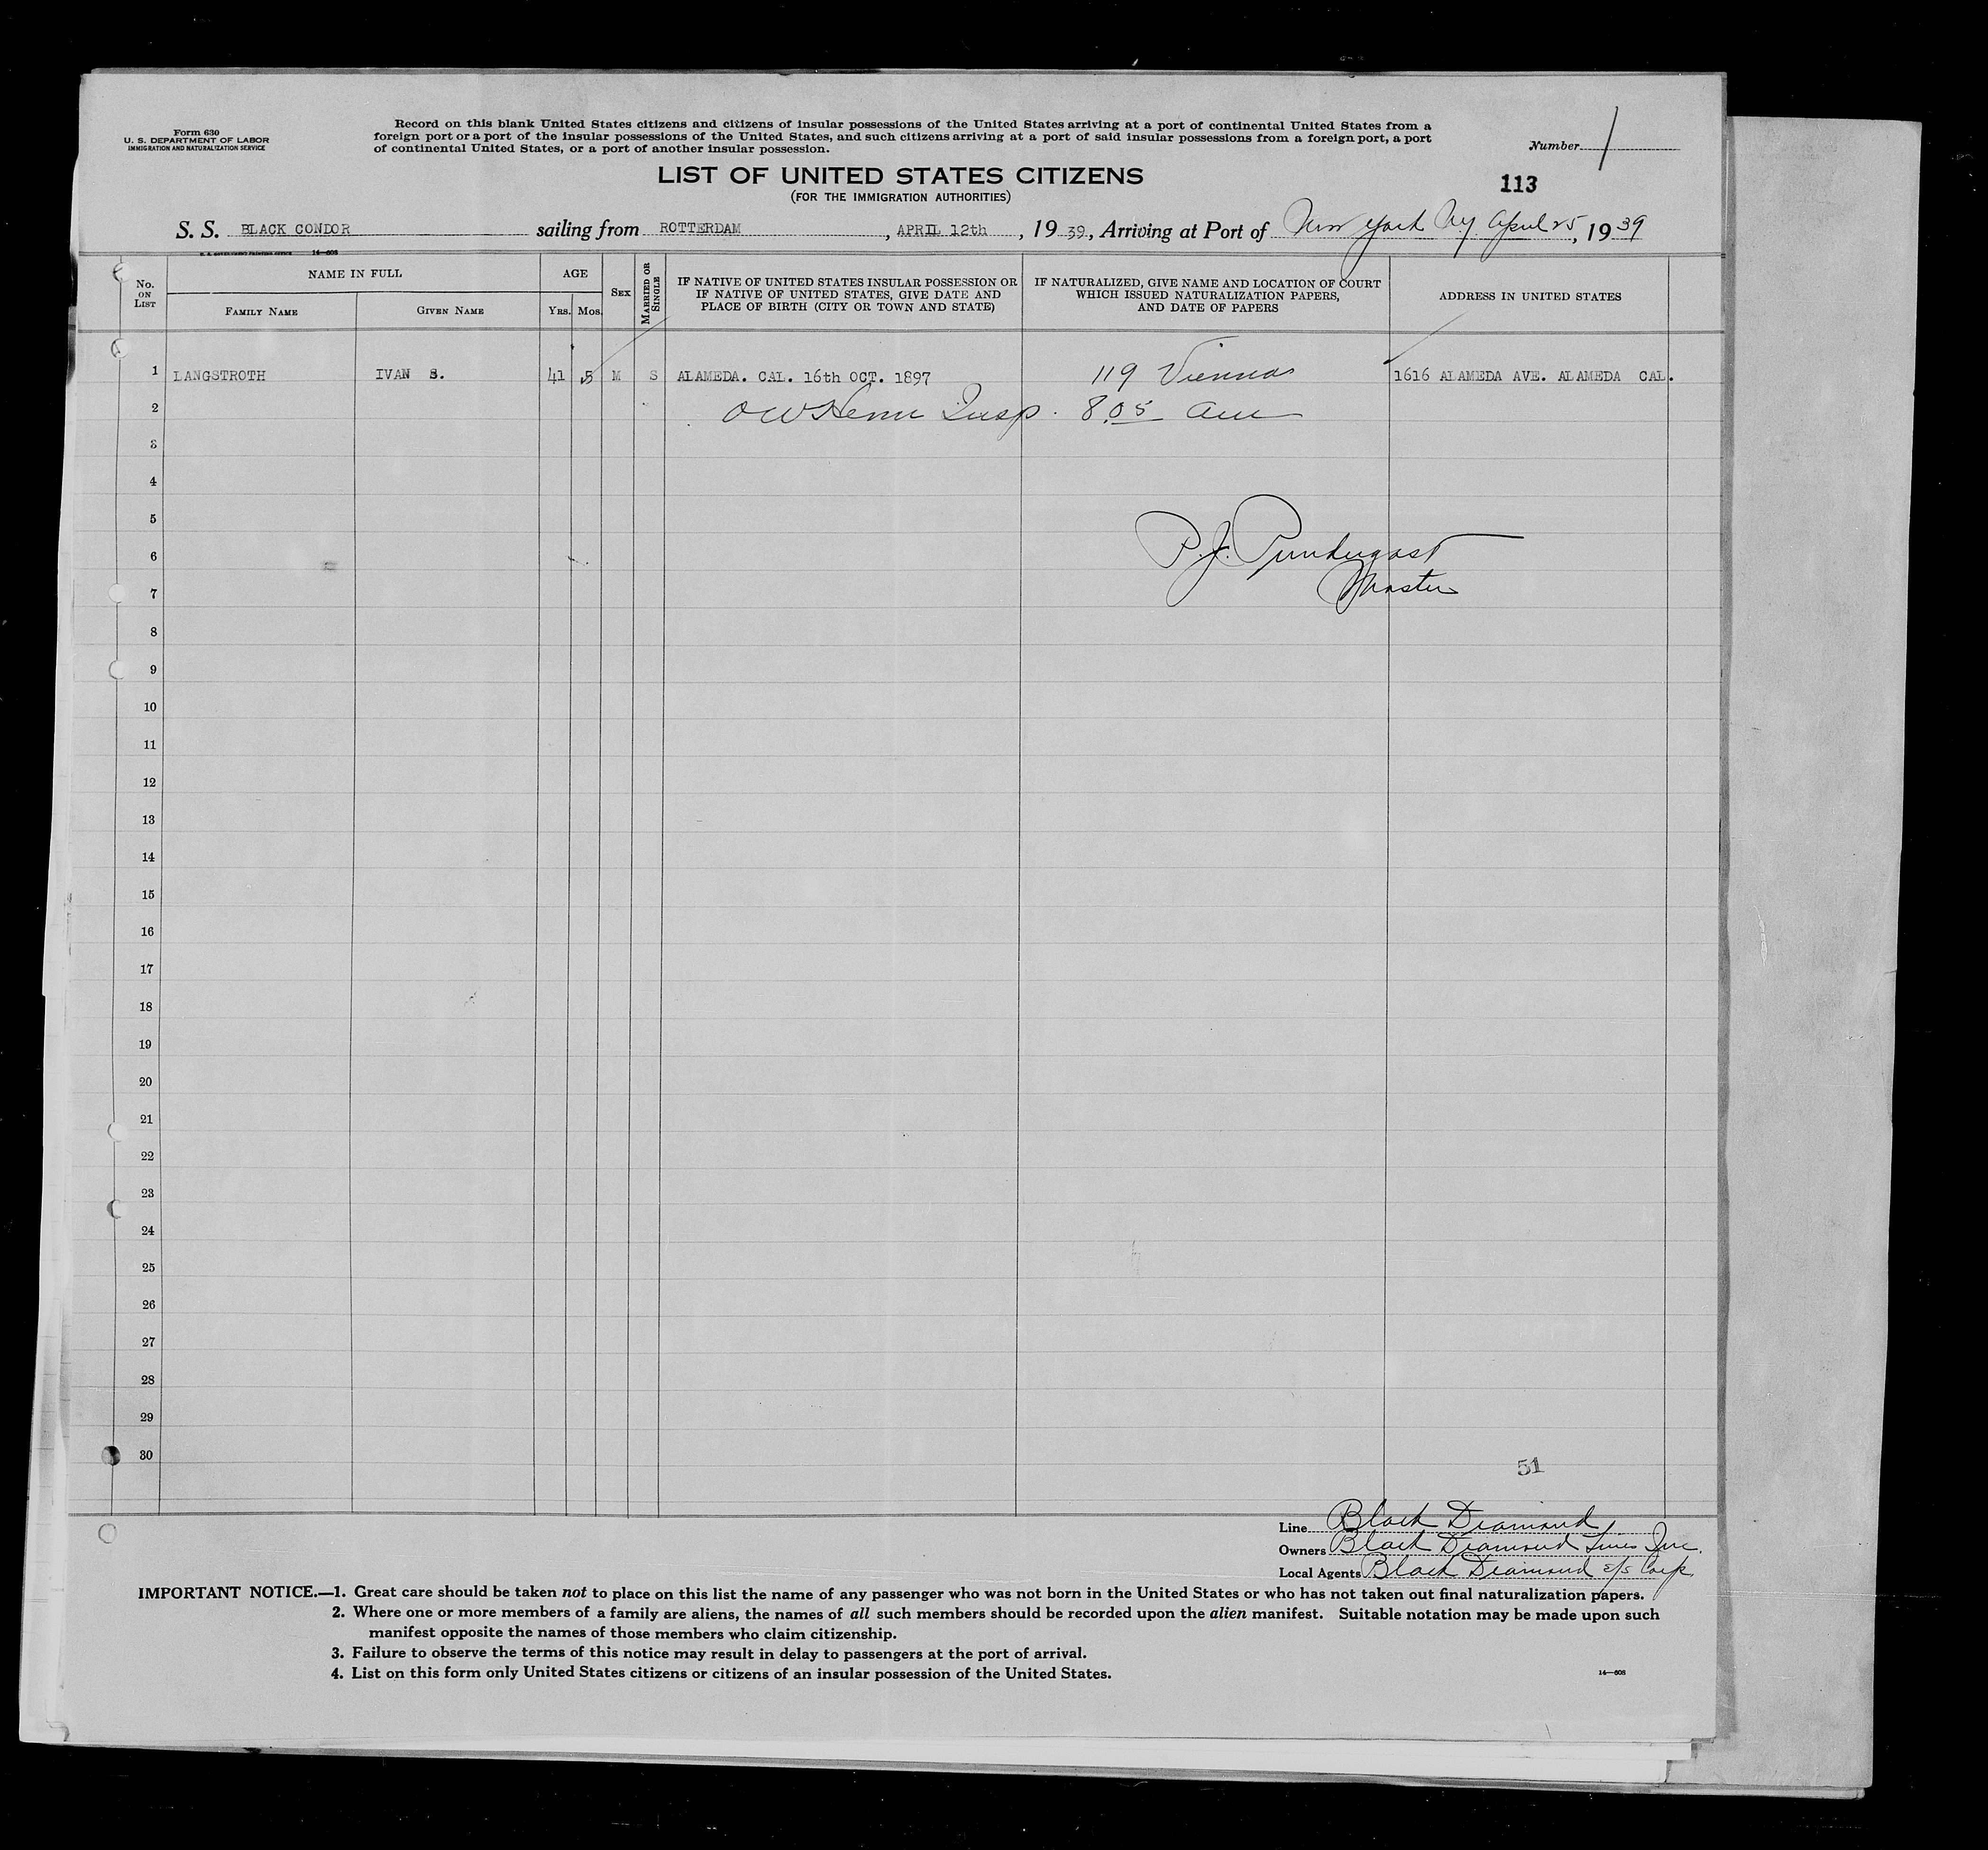 Form 630
U. S. DEPARTMENT OF LABOR
IMMIGRATION AND NATURALIZATION SERVICE
Record on this blank United States citizens and citizens of insular possessions of the United States arriving at a port of continental United States from a
foreign port or a port of the insular possessions of the United States, and such citizens arriving at a port of said insular possessions from a foreign port, a port
of continental United States, or a port of another insular possession.
Number 1
LIST OF UNITED STATES CITIZENS
(FOR THE IMMIGRATION AUTHORITIES)
113
S. S. BLACK CONDOR sailing from ROTTERDAM, APRIL 12th, 1939, Arriving at Port of New York Ny April 25, 1939
U. S. GOVERNMENT PRINTING OFFICE 14—608
No. ON LIST
NAME IN FULL
FAMILY NAME
GIVEN NAME
AGE
YRS. MOS.
SEX
MARRIED OR SINGLE
IF NATIVE OF UNITED STATES INSULAR POSSESSION OR
IF NATIVE OF UNITED STATES, GIVE DATE AND
PLACE OF BIRTH (CITY OR TOWN AND STATE)
IF NATURALIZED, GIVE NAME AND LOCATION OF COURT
WHICH ISSUED NATURALIZATION PAPERS,
AND DATE OF PAPERS
ADDRESS IN UNITED STATES
1 LANGSTROTH IVAN S. 41 5 M S ALAMEDA. CAL. 16th OCT. 1897 119 Vienna 1616 ALAMEDA AVE. ALAMEDA CAL.
2 Insp. 8.05 am
3
4
5
P. J. Pendergast
6
7 Master
8
9
10
11
12
13
14
15
16
17
18
19
20
21
22
23
24
25
26
27
28
29
30
51
Line Black Diamond
Owners Black Diamond Lines Inc.
Local Agents Black Diamond S/S Corp
IMPORTANT NOTICE.—1. Great care should be taken not to place on this list the name of any passenger who was not born in the United States or who has not taken out final naturalization papers.
2. Where one or more members of a family are aliens, the names of all such members should be recorded upon the alien manifest. Suitable notation may be made upon such
manifest opposite the names of those members who claim citizenship.
3. Failure to observe the terms of this notice may result in delay to passengers at the port of arrival.
4. List on this form only United States citizens or citizens of an insular possession of the United States.
14—608